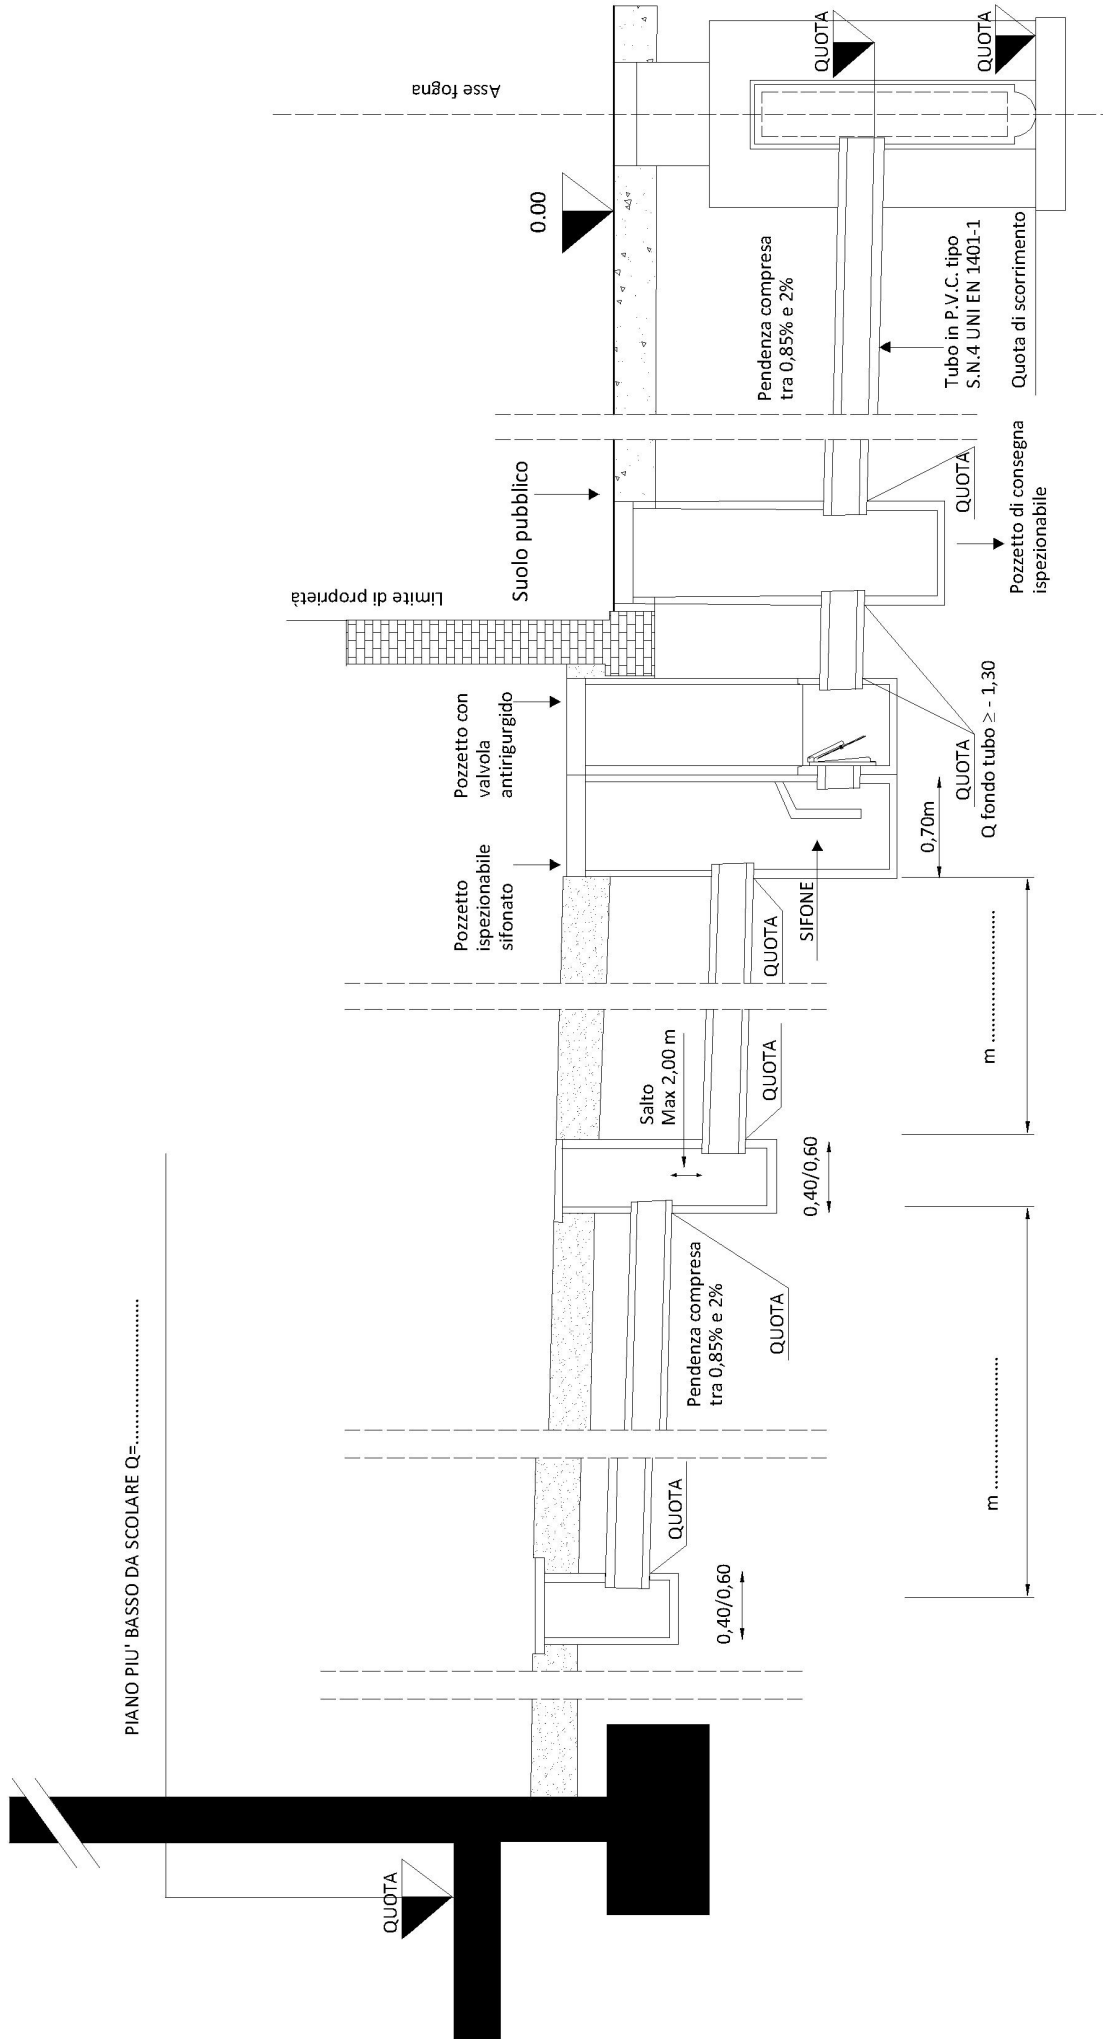 PIANO PIU' BASSO DA SCOLARE Q=................................
QUOTA
0,40/0,60
QUOTA
Pendenza compresa
tra 0,85% e 2%
QUOTA
m ......................
0,40/0,60
Salto
Max 2,00 m
QUOTA
QUOTA
m ......................
Pozzetto
ispezionabile
sifonato
SIFONE
0,70m
Pozzetto con
valvola
antirigurgido
QUOTA
Q fondo tubo ≥ - 1,30
Limite di proprietà
Suolo pubblico
QUOTA
Pozzetto di consegna
ispezionabile
Pendenza compresa
tra 0,85% e 2%
Tubo in P.V.C. tipo
S.N.4 UNI EN 1401-1
Quota di scorrimento
0.00
Asse fogna
QUOTA
QUOTA